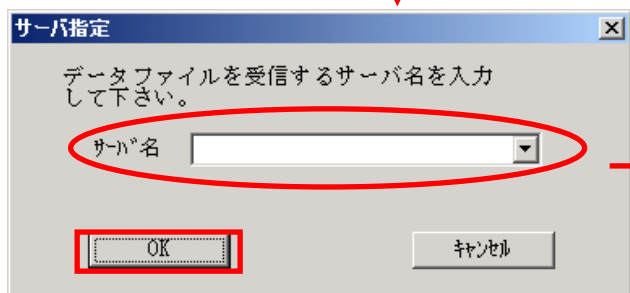 サーバ指定
データファイルを受信するサーバ名を入力
して下さい。
ｻｰﾊﾞ名
OK
ｷｬﾝｾﾙ